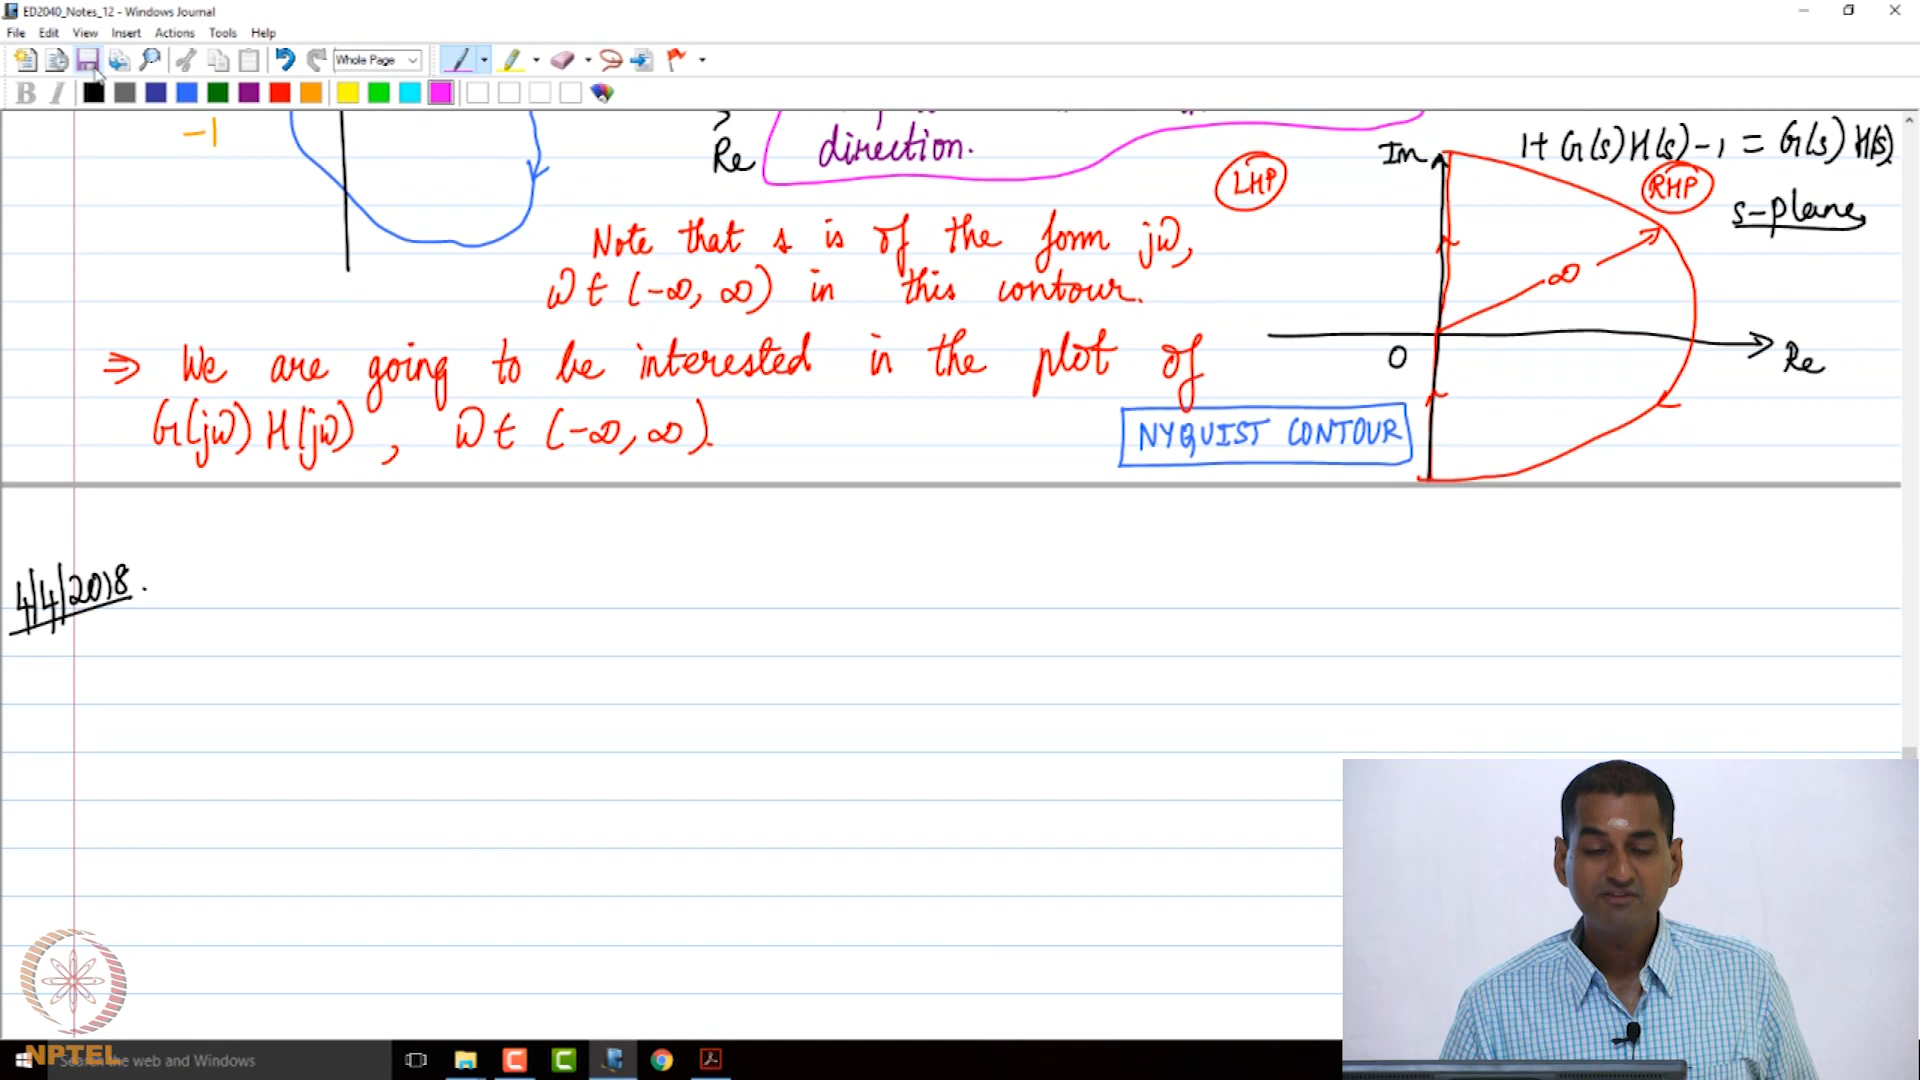 ED2040_Notes_12 - Windows Journal
File Edit View Insert Actions Tools Help
Whole Page
B I
-1
Re
direction.
Im
1+ G(s) H(s) -1 = G(s) H(s)
LHP
RHP
s-plane
Note that s is of the form jω,
ω ∈ (-∞, ∞) in this contour.
∞
⇒ We are going to be interested in the plot of
0
Re
G(jω) H(jω), ω ∈ (-∞, ∞).
NYQUIST CONTOUR
4/4/2018.
NPTEL
Search the web and Windows